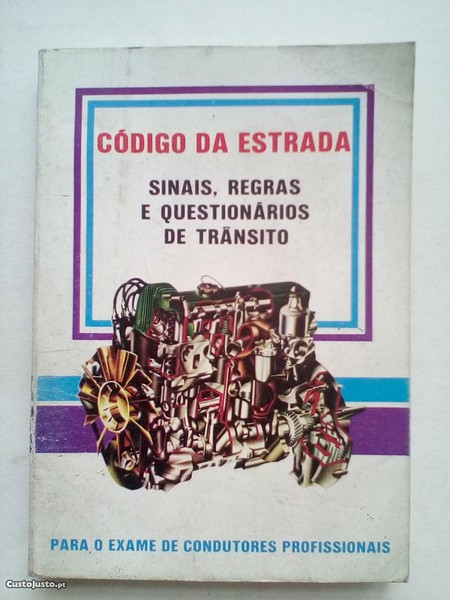 CÓDIGO DA ESTRADA
SINAIS, REGRAS
E QUESTIONÁRIOS
DE TRÂNSITO
PARA O EXAME DE CONDUTORES PROFISSIONAIS
CustoJusto.pt